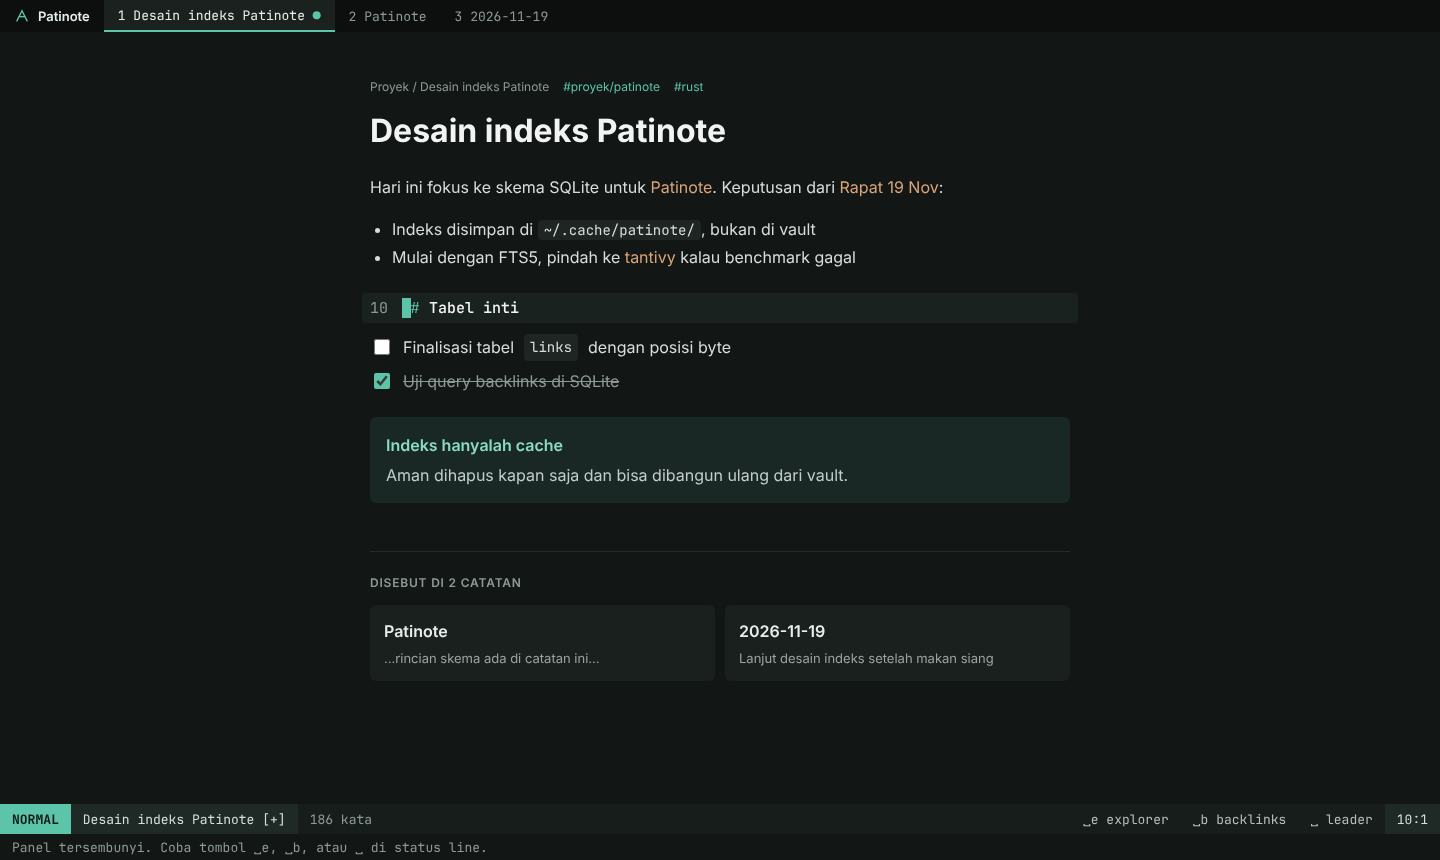 Patinote 1 Desain indeks Patinote 2 Patinote 3 2026-11-19
Proyek / Desain indeks Patinote #proyek/patinote #rust
Desain indeks Patinote
Hari ini fokus ke skema SQLite untuk Patinote. Keputusan dari Rapat 19 Nov:
• Indeks disimpan di ~/.cache/patinote/, bukan di vault
• Mulai dengan FTS5, pindah ke tantivy kalau benchmark gagal
10 # Tabel inti
Finalisasi tabel links dengan posisi byte
Uji query backlinks di SQLite
Indeks hanyalah cache
Aman dihapus kapan saja dan bisa dibangun ulang dari vault.
DISEBUT DI 2 CATATAN
Patinote
...rincian skema ada di catatan ini...
2026-11-19
Lanjut desain indeks setelah makan siang
NORMAL Desain indeks Patinote [+] 186 kata ␣e explorer ␣b backlinks ␣ leader 10:1
Panel tersembunyi. Coba tombol ␣e, ␣b, atau ␣ di status line.